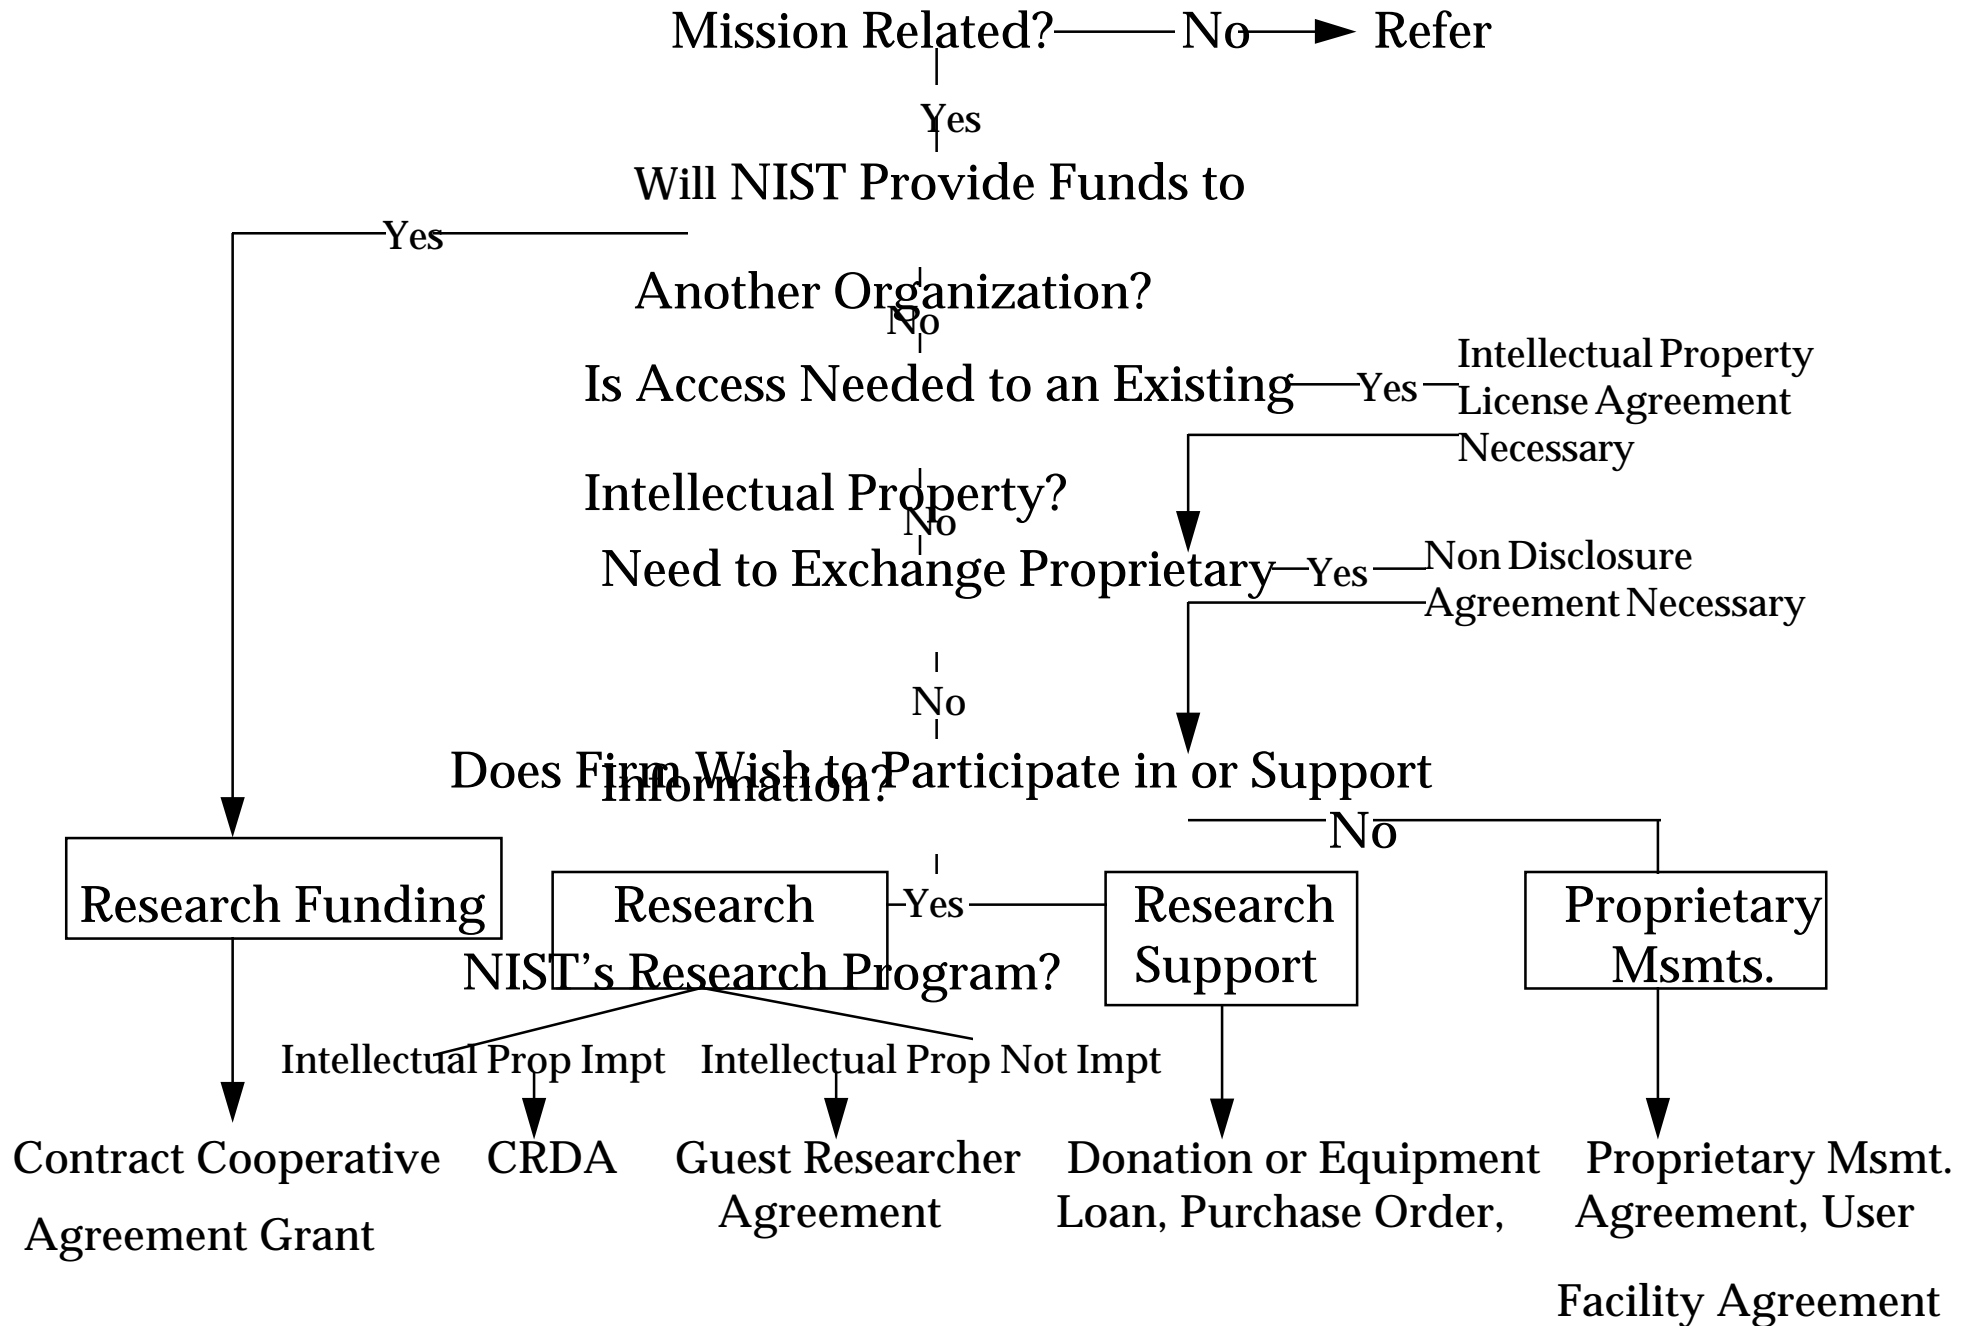 Mission Related? No Refer
Yes
Will NIST Provide Funds to
Yes
Another Organization?
No
Is Access Needed to an Existing Yes
Intellectual Property
License Agreement
Necessary
Intellectual Property?
No
Need to Exchange Proprietary Yes
Non Disclosure
Agreement Necessary
No
Does Firm Wish to Participate in or Support
Information?
No
Research Funding
Research
Yes
Research
Support
Proprietary
Msmts.
NIST’s Research Program?
Intellectual Prop Impt
Intellectual Prop Not Impt
Contract Cooperative
Agreement Grant
CRDA
Guest Researcher
Agreement
Donation or Equipment
Loan, Purchase Order,
Proprietary Msmt.
Agreement, User
Facility Agreement